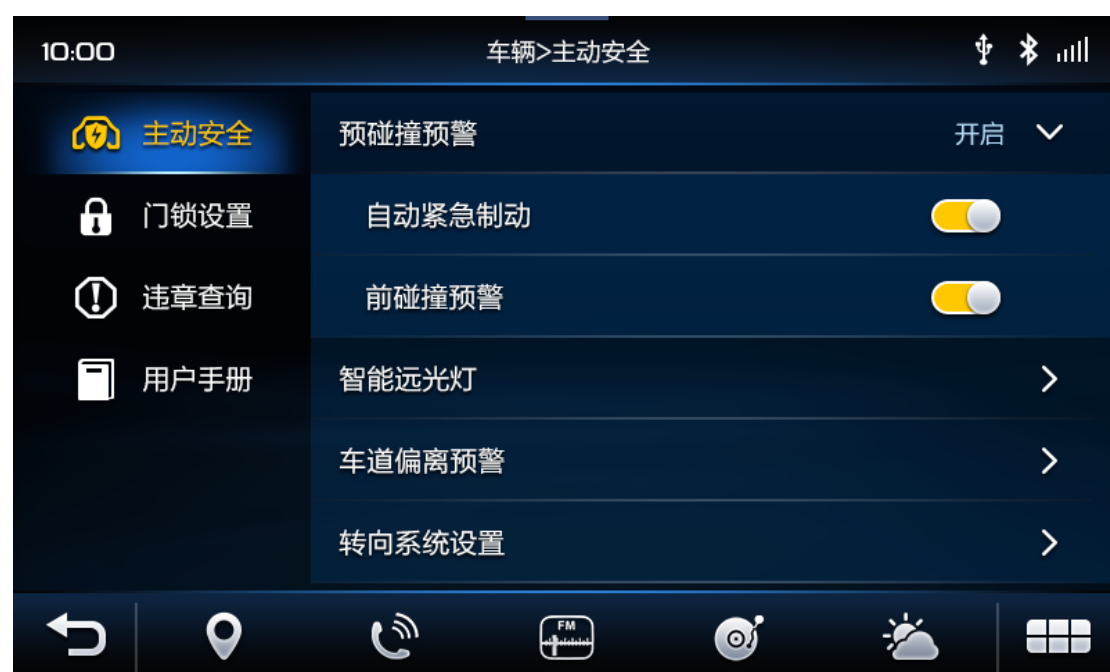 10:00
车辆>主动安全
主动安全
门锁设置
违章查询
用户手册
预碰撞预警 开启
自动紧急制动
前碰撞预警
智能远光灯
车道偏离预警
转向系统设置
FM